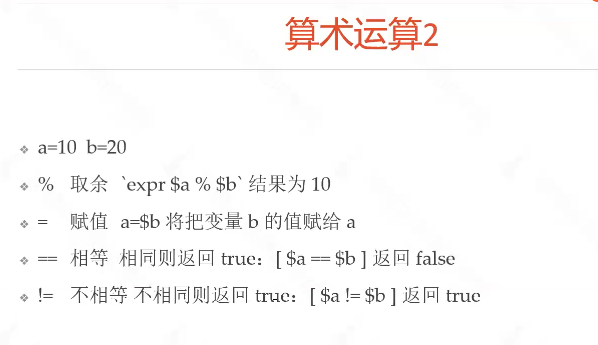 算术运算2
a=10 b=20
% 取余 `expr $a % $b` 结果为 10
= 赋值 a=$b 将把变量 b 的值赋给 a
== 相等 相同则返回 true：[ $a == $b ] 返回 false
!= 不相等 不相同则返回 true：[ $a != $b ] 返回 true